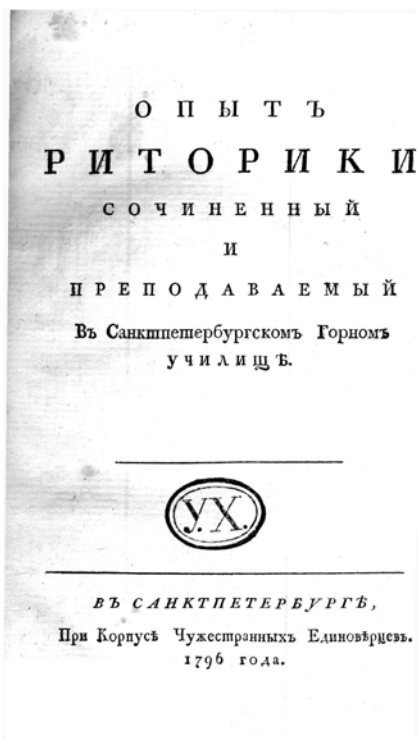 ОПЫТЪ
РИТОРИКИ
СОЧИНЕННЫЙ
И
ПРЕПОДАВАЕМЫЙ
Въ Санктпетербургскомъ Горномъ
училищѣ.
У.Х.
ВЪ САНКТПЕТЕРБУРГѢ,
При Корпусѣ Чужестранныхъ Единовѣрцевъ.
1796 года.